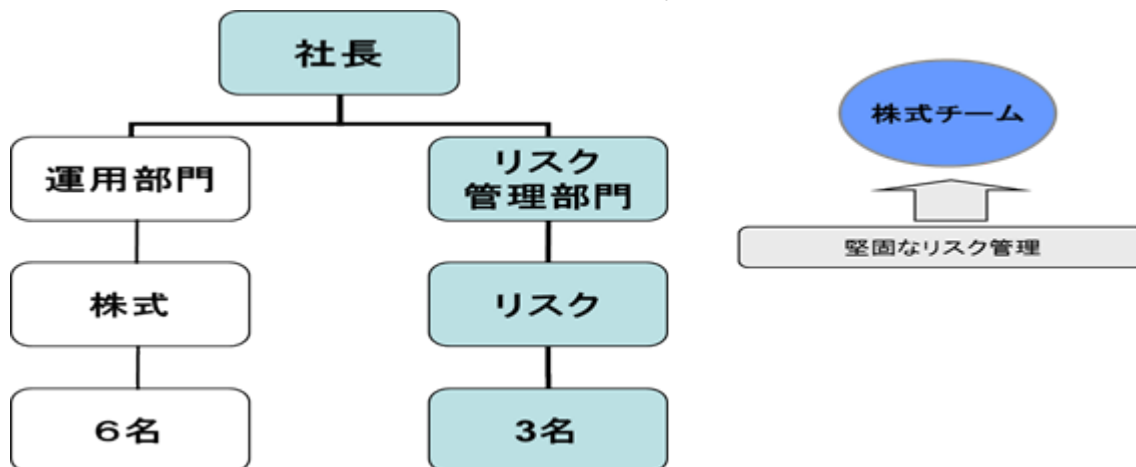 社長
運用部門
リスク
管理部門
株式
リスク
６名
3名
株式チーム
堅固なリスク管理